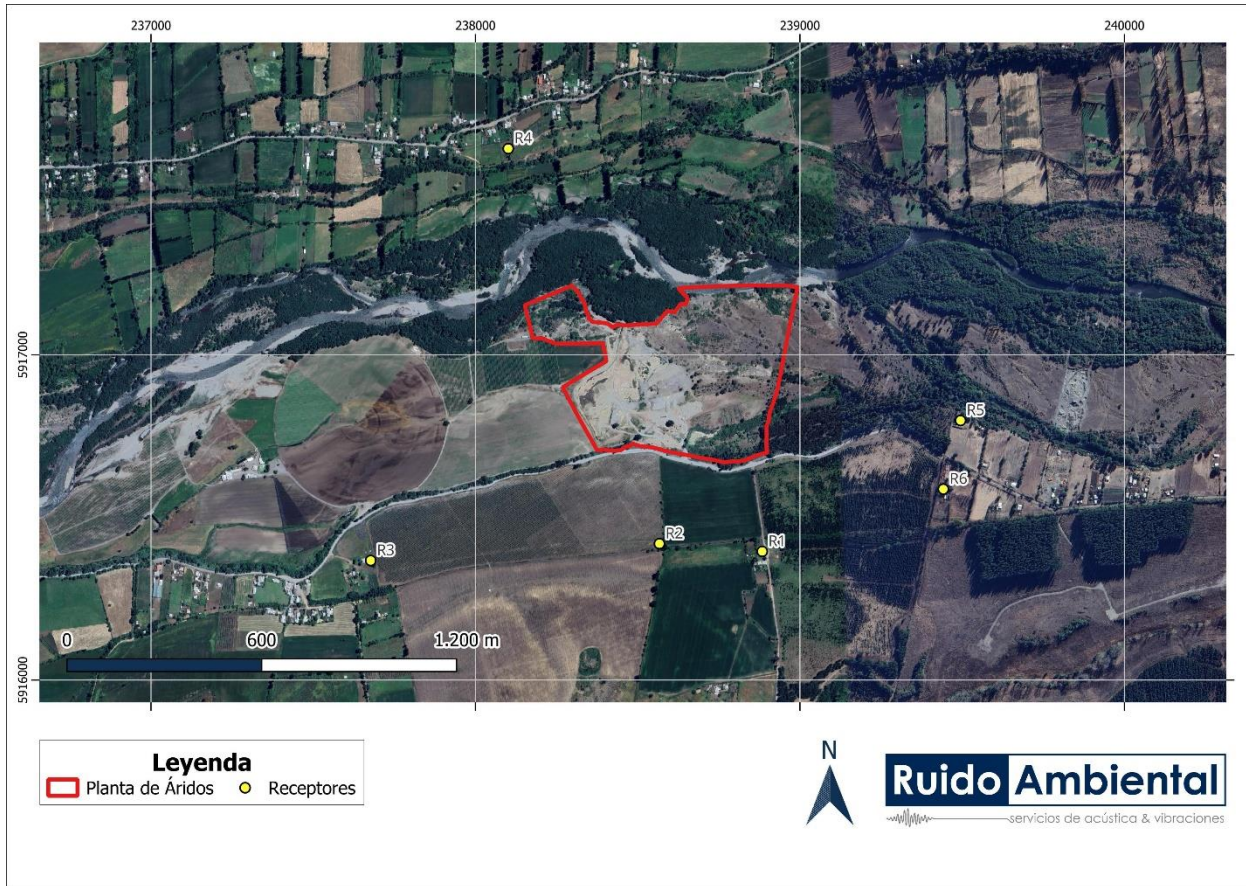 237000
238000
239000
240000
R4
5917000
R5
R6
R2
R1
R3
0
600
1.200 m
5916000
Leyenda
Planta de Áridos
Receptores
N
Ruido Ambiental
servicios de acústica & vibraciones